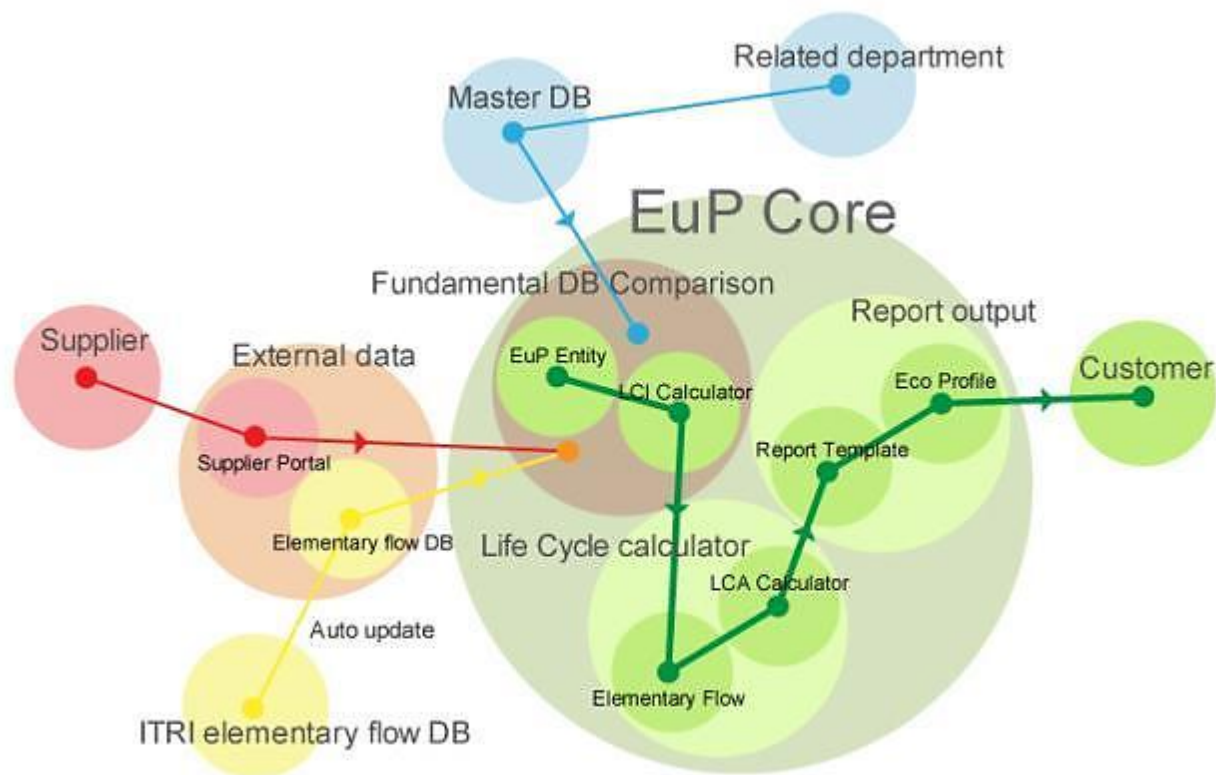 Related department
Master DB
EuP Core
Fundamental DB Comparison
Report output
Supplier
External data
EuP Entity
LCI Calculator
Eco Profile
Customer
Supplier Portal
Report Template
Elementary flow DB
Life Cycle calculator
LCA Calculator
Auto update
Elementary Flow
ITRI elementary flow DB